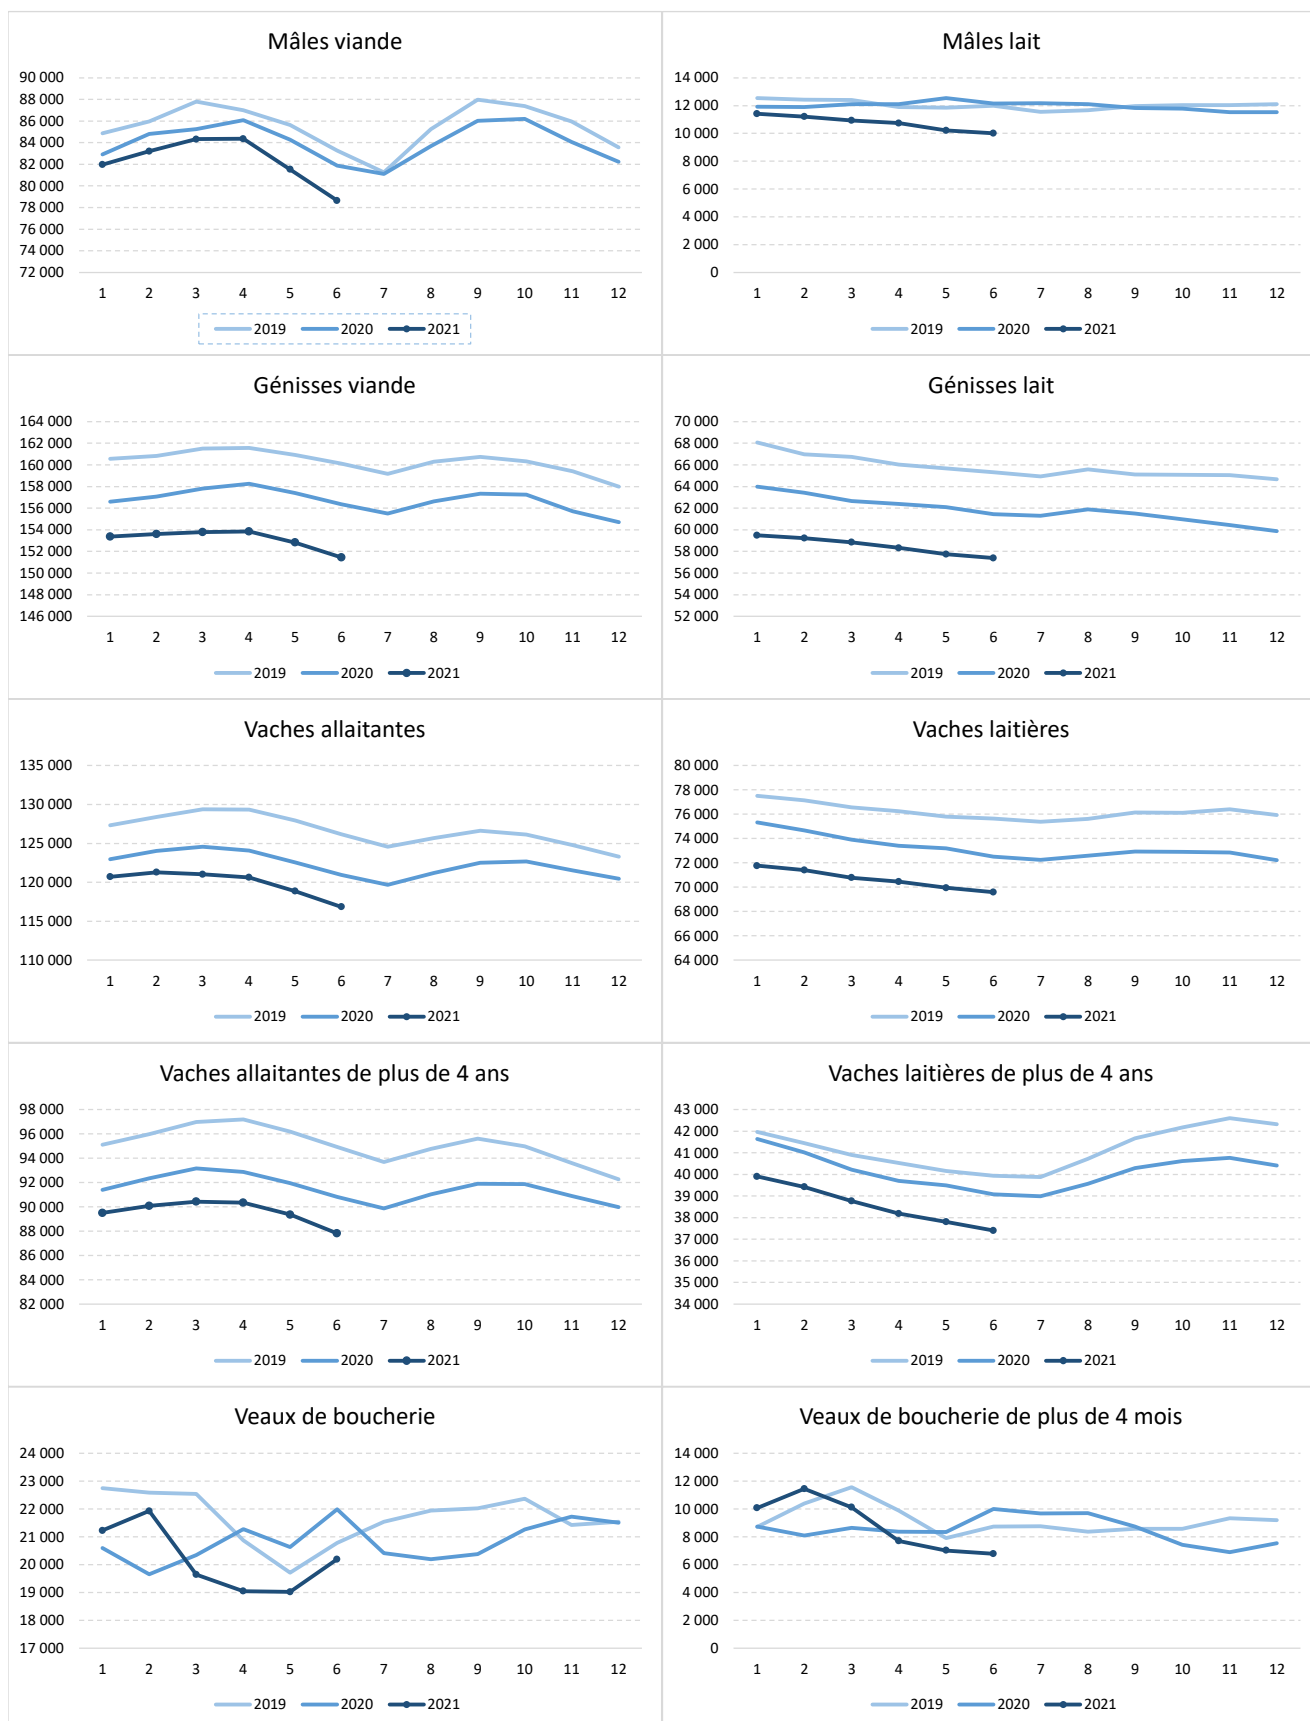 Mâles viande
90 000
88 000
86 000
84 000
82 000
80 000
78 000
76 000
74 000
72 000
1 2 3 4 5 6 7 8 9 10 11 12
2019 2020 2021
Mâles lait
14 000
12 000
10 000
8 000
6 000
4 000
2 000
0
1 2 3 4 5 6 7 8 9 10 11 12
2019 2020 2021
Génisses viande
164 000
162 000
160 000
158 000
156 000
154 000
152 000
150 000
148 000
146 000
1 2 3 4 5 6 7 8 9 10 11 12
2019 2020 2021
Génisses lait
70 000
68 000
66 000
64 000
62 000
60 000
58 000
56 000
54 000
52 000
1 2 3 4 5 6 7 8 9 10 11 12
2019 2020 2021
Vaches allaitantes
135 000
130 000
125 000
120 000
115 000
110 000
1 2 3 4 5 6 7 8 9 10 11 12
2019 2020 2021
Vaches laitières
80 000
78 000
76 000
74 000
72 000
70 000
68 000
66 000
64 000
1 2 3 4 5 6 7 8 9 10 11 12
2019 2020 2021
Vaches allaitantes de plus de 4 ans
98 000
96 000
94 000
92 000
90 000
88 000
86 000
84 000
82 000
1 2 3 4 5 6 7 8 9 10 11 12
2019 2020 2021
Vaches laitières de plus de 4 ans
43 000
42 000
41 000
40 000
39 000
38 000
37 000
36 000
35 000
34 000
1 2 3 4 5 6 7 8 9 10 11 12
2019 2020 2021
Veaux de boucherie
24 000
23 000
22 000
21 000
20 000
19 000
18 000
17 000
1 2 3 4 5 6 7 8 9 10 11 12
2019 2020 2021
Veaux de boucherie de plus de 4 mois
14 000
12 000
10 000
8 000
6 000
4 000
2 000
0
1 2 3 4 5 6 7 8 9 10 11 12
2019 2020 2021